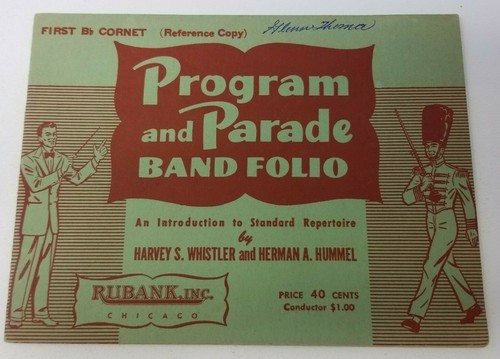 FIRST B♭ CORNET (Reference Copy)
Program
and Parade
BAND FOLIO
An Introduction to Standard Repertoire
by
HARVEY S. WHISTLER and HERMAN A. HUMMEL
RUBANK, INC.
CHICAGO
PRICE 40 CENTS
Conductor $1.00